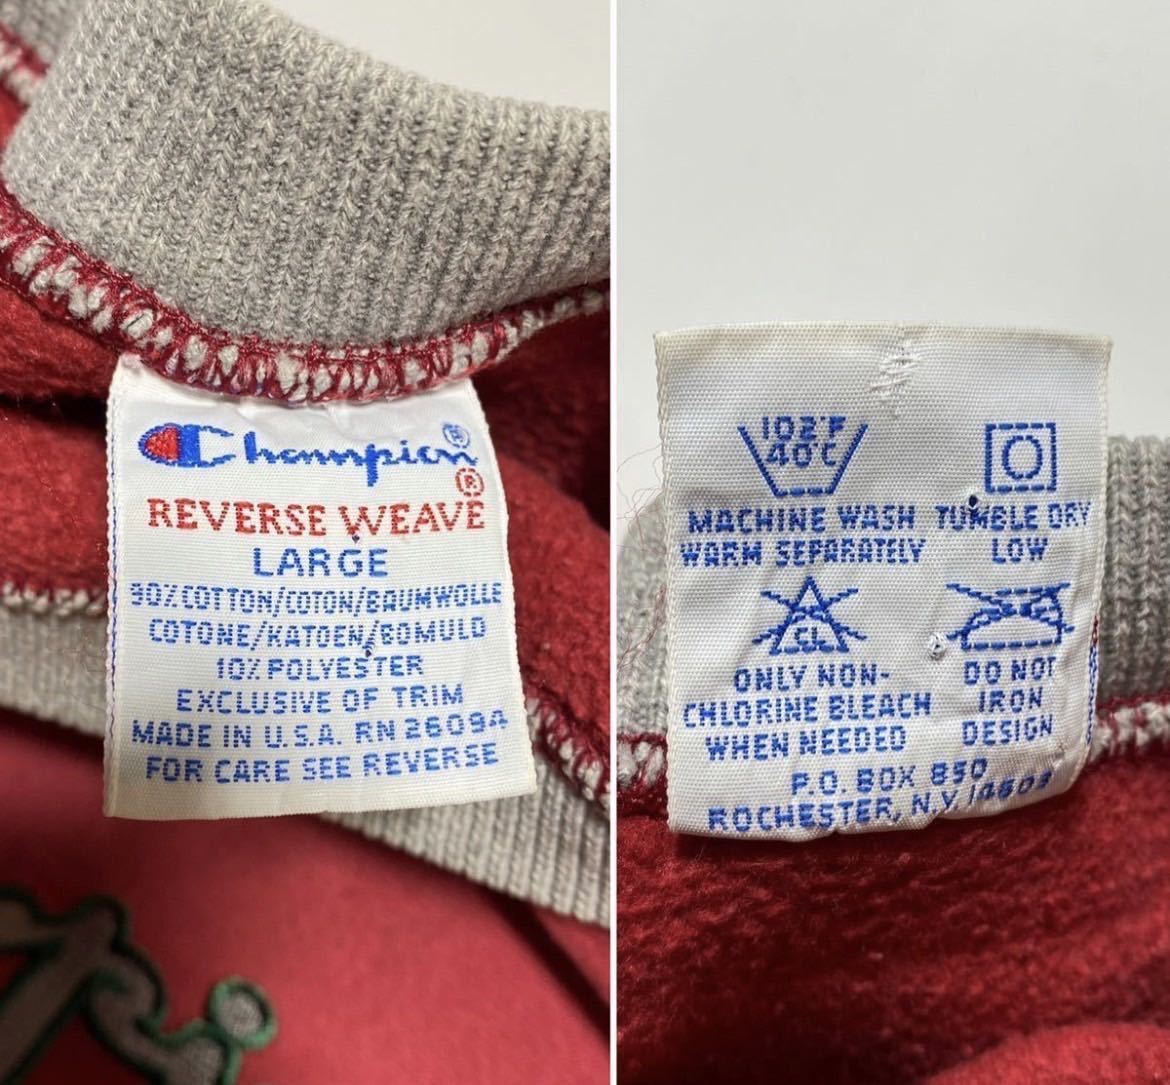 Champion®
REVERSE WEAVE®
LARGE
90% COTTON/COTON/BAUMWOLLE
COTONE/KATOEN/BOMULD
10% POLYESTER
EXCLUSIVE OF TRIM
MADE IN U.S.A. RN 26094
FOR CARE SEE REVERSE
102°F
40°C
MACHINE WASH
WARM SEPARATELY
TUMBLE DRY
LOW
CL
ONLY NON-
CHLORINE BLEACH
WHEN NEEDED
DO NOT
IRON
DESIGN
P.O. BOX 850
ROCHESTER, N.Y. 14603